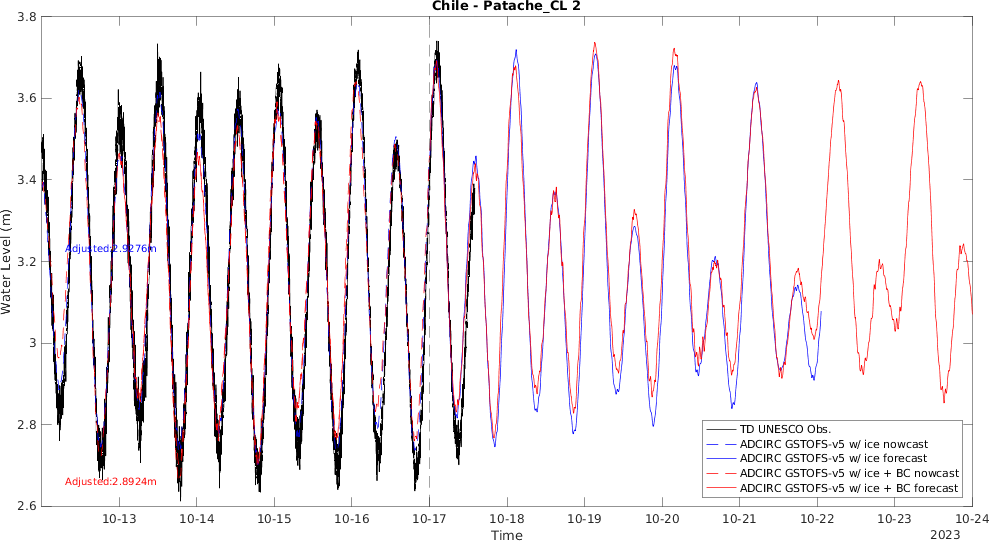 Chile - Patache_CL 2
Water Level (m)
3.8
3.6
3.4
3.2
3
2.8
2.6
Adjusted:2.9276m
Adjusted:2.8924m
TD UNESCO Obs.
ADCIRC GSTOFS-v5 w/ ice nowcast
ADCIRC GSTOFS-v5 w/ ice forecast
ADCIRC GSTOFS-v5 w/ ice + BC nowcast
ADCIRC GSTOFS-v5 w/ ice + BC forecast
10-13 10-14 10-15 10-16 10-17 10-18 10-19 10-20 10-21 10-22 10-23 10-24
Time
2023